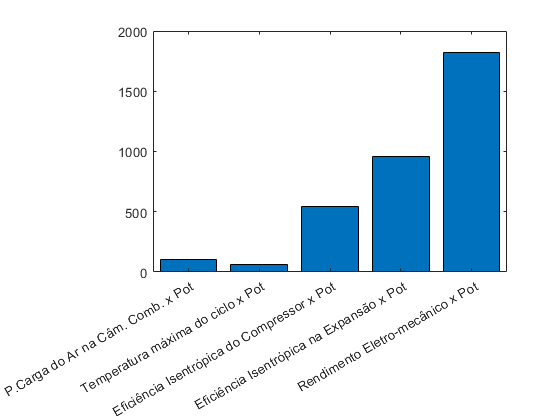 2000
1500
1000
500
0
P.Carga do Ar na Câm. Comb. x Pot
Temperatura máxima do ciclo x Pot
Eficiência Isentrópica do Compressor x Pot
Eficiência Isentrópica na Expansão x Pot
Rendimento Eletro-mecânico x Pot